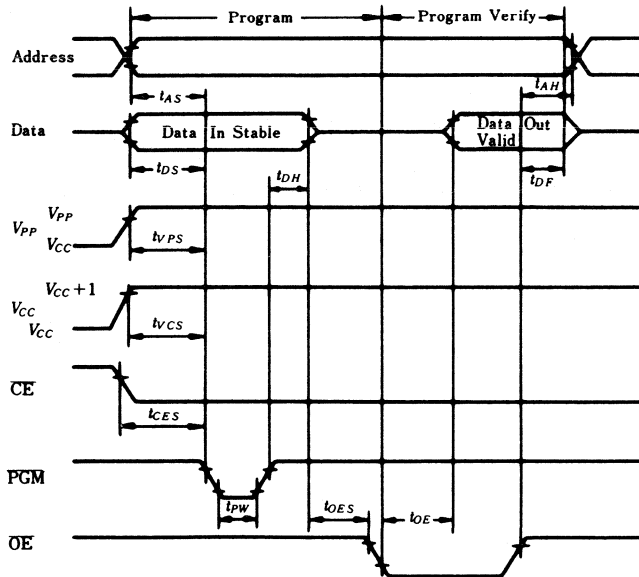 Program Program Verify
Address
tAS tAH
Data Data In Stable Data Out Valid
tDS tDH tDF
VPP VPP
VCC
tVPS
VCC+1
VCC
VCC
tVCS
CE
tCES
PGM
tPW tOES tOE
OE